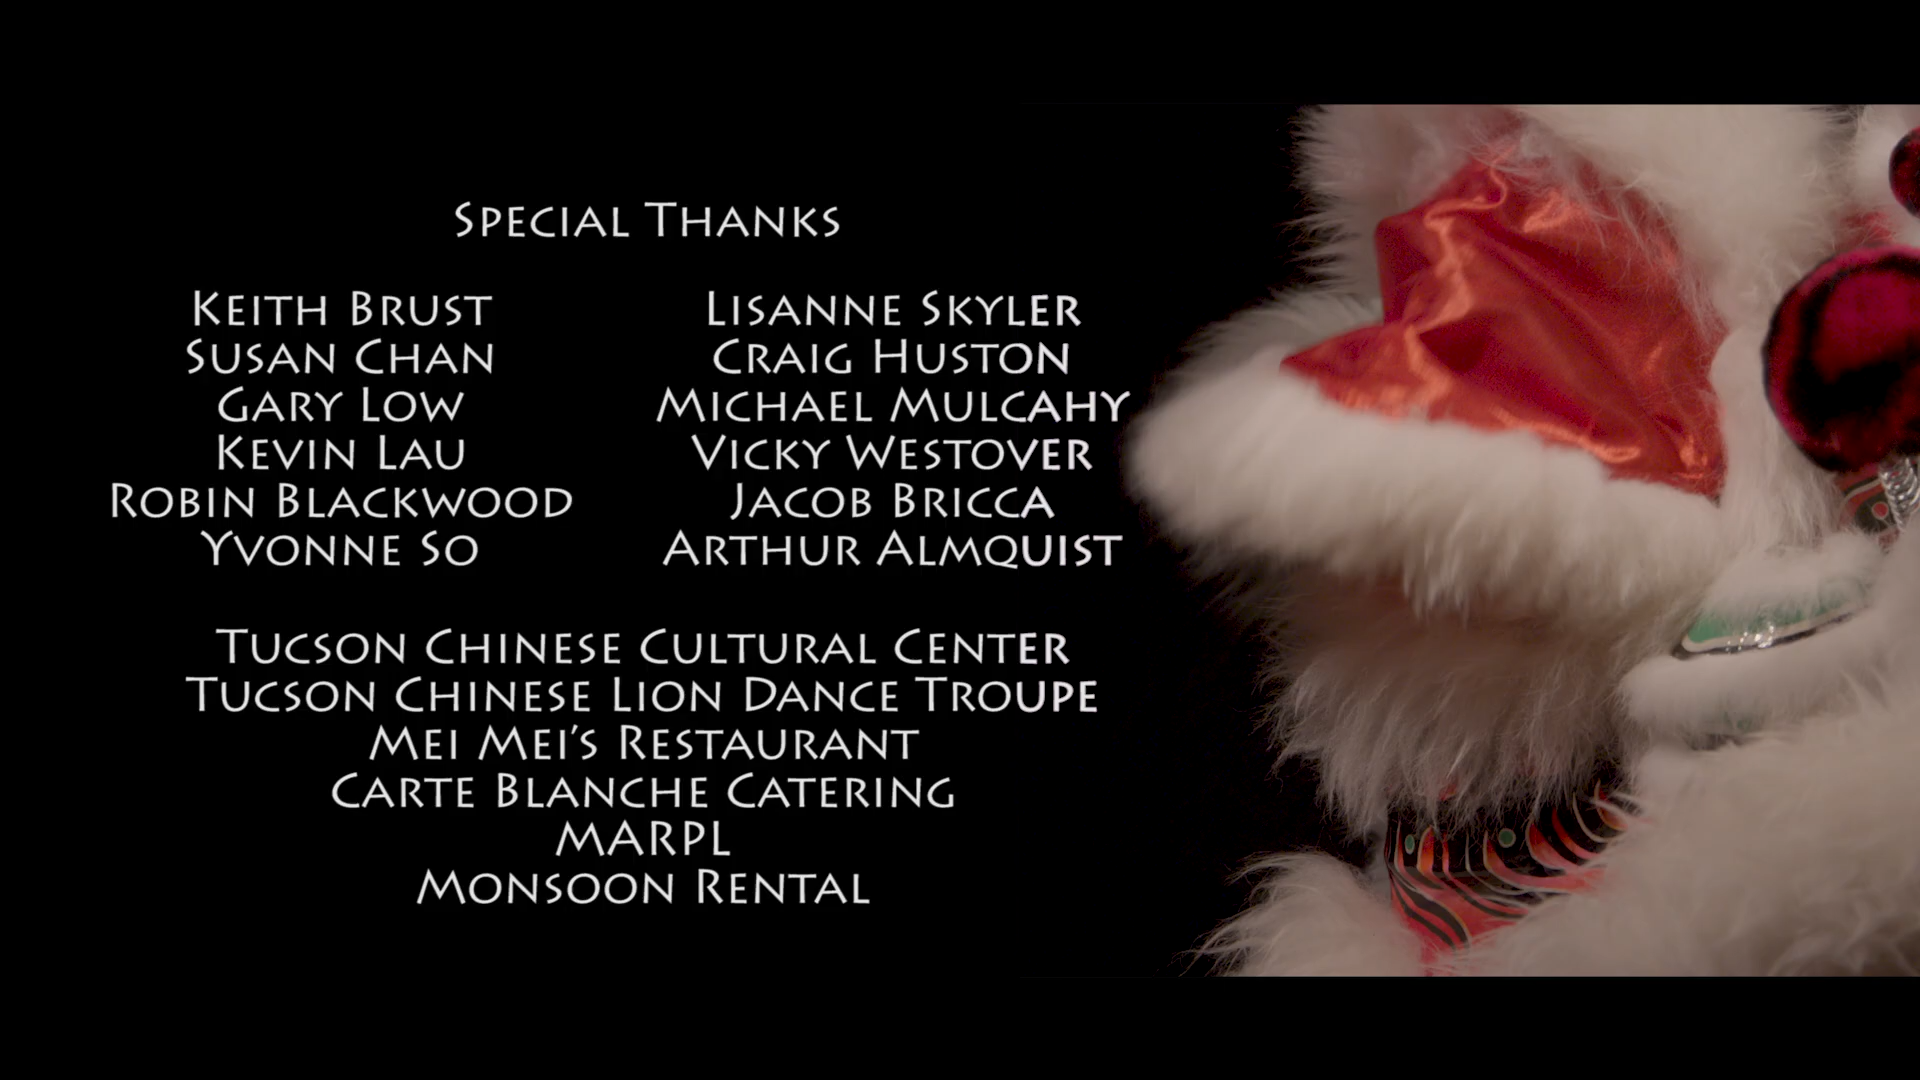 Special Thanks
Keith Brust
Susan Chan
Gary Low
Kevin Lau
Robin Blackwood
Yvonne So
Lisanne Skyler
Craig Huston
Michael Mulcahy
Vicky Westover
Jacob Bricca
Arthur Almquist
Tucson Chinese Cultural Center
Tucson Chinese Lion Dance Troupe
Mei Mei's Restaurant
Carte Blanche Catering
MARPL
Monsoon Rental